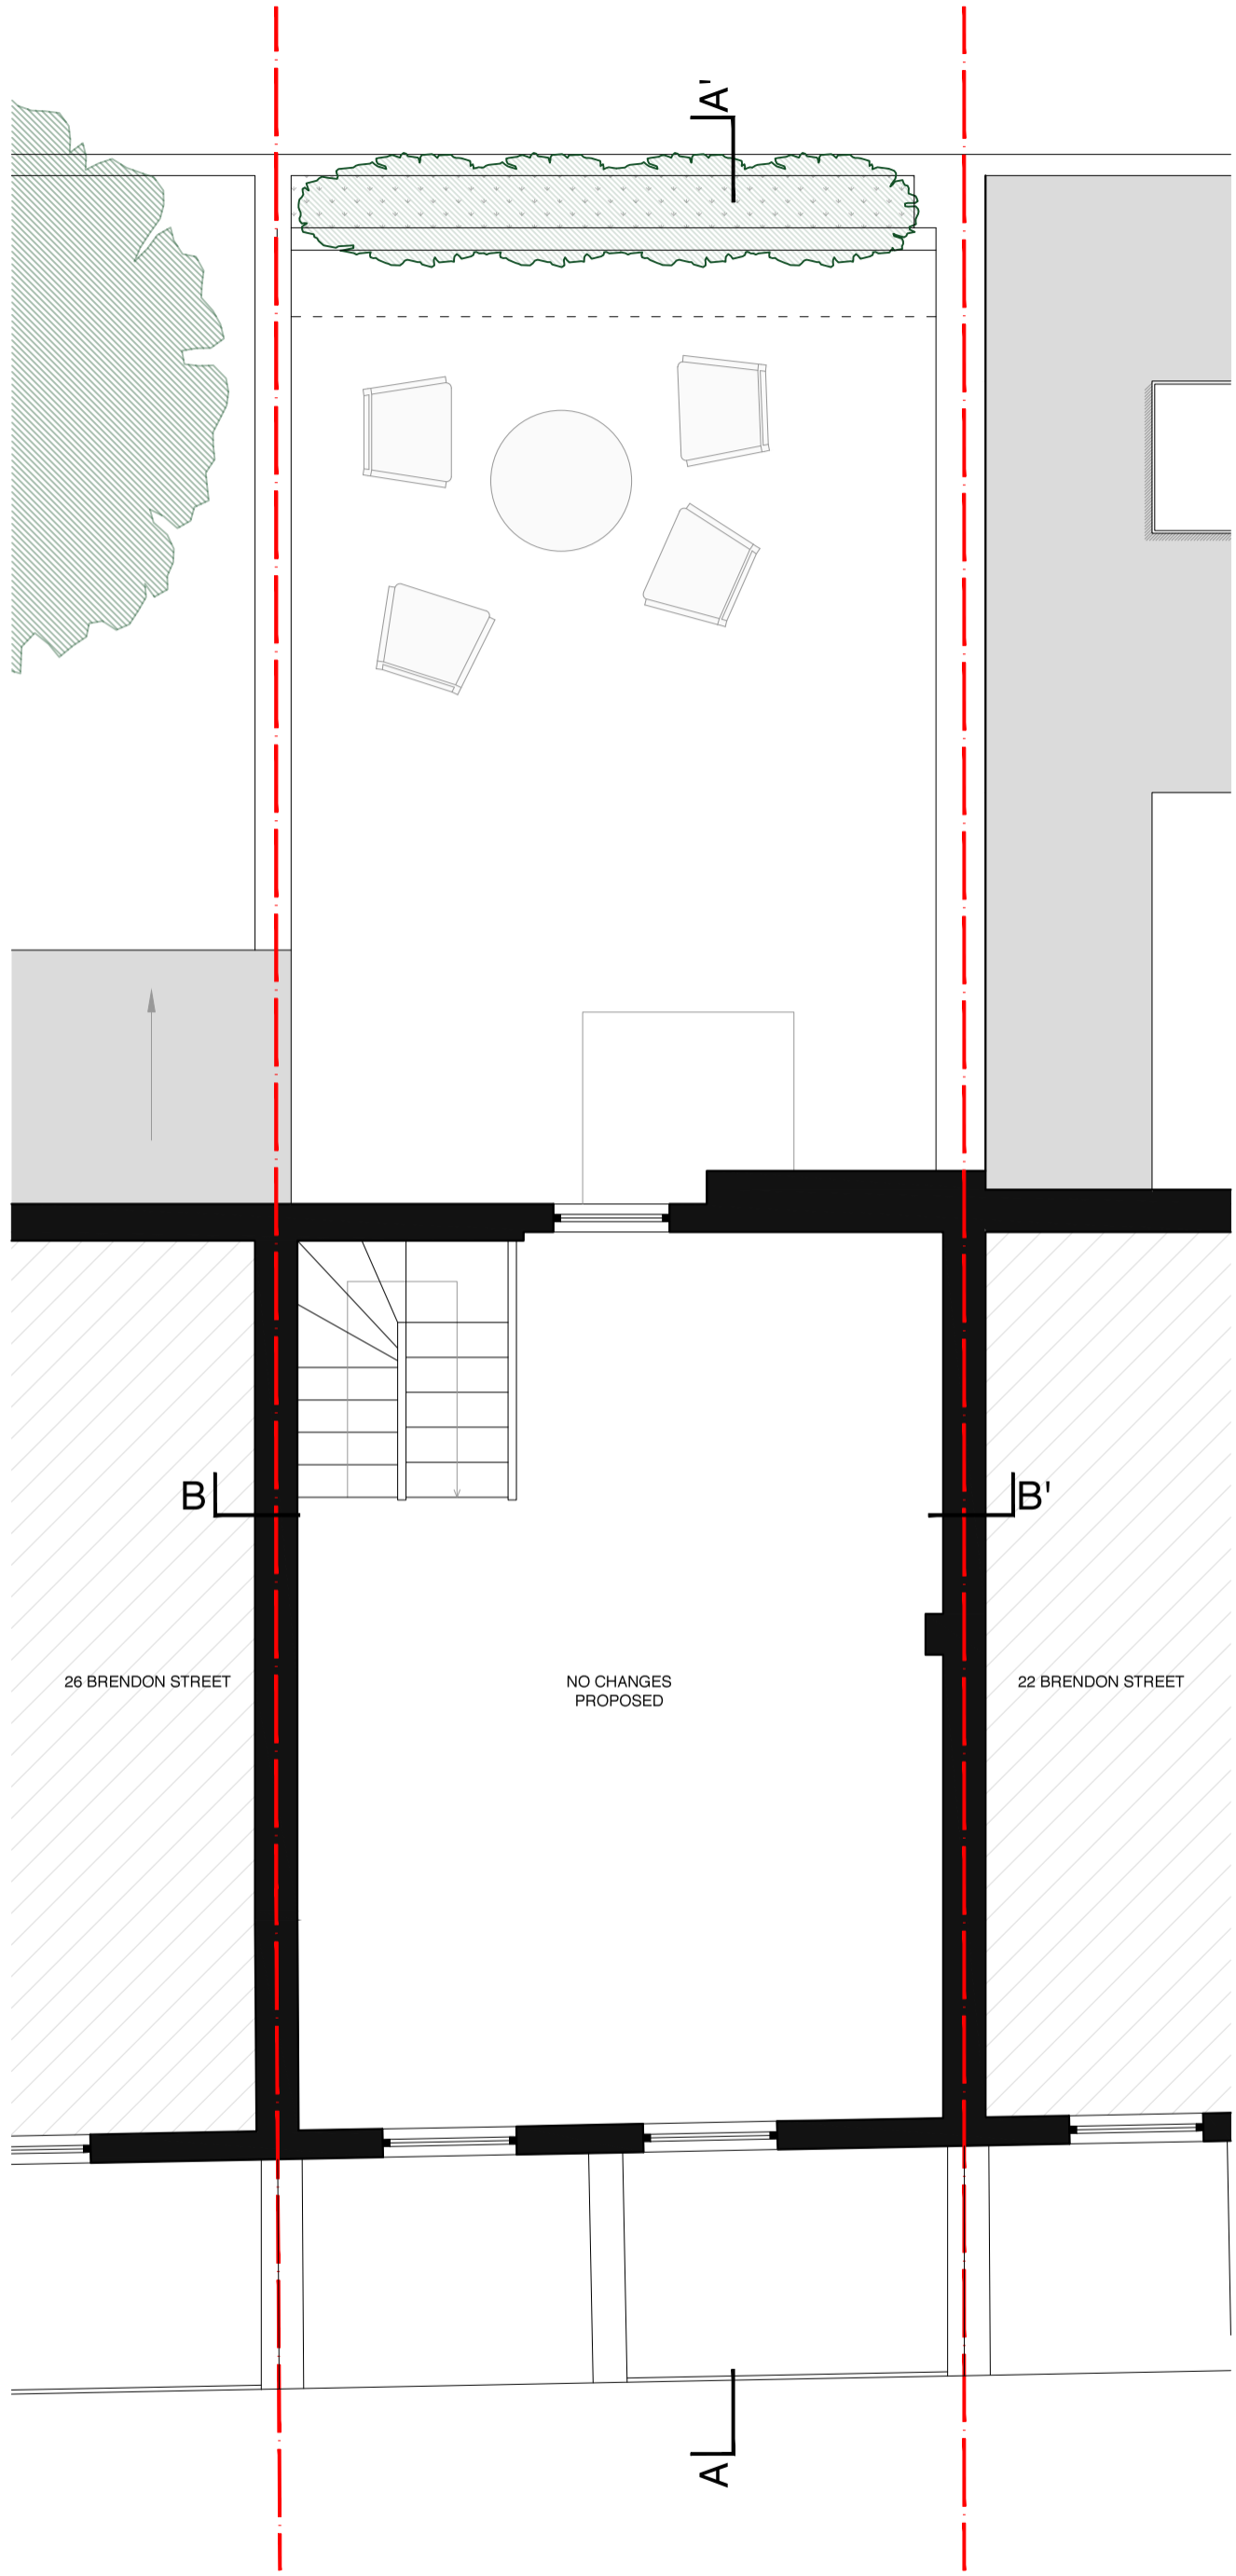 A'
B
B'
26 BRENDON STREET
NO CHANGES
PROPOSED
22 BRENDON STREET
A